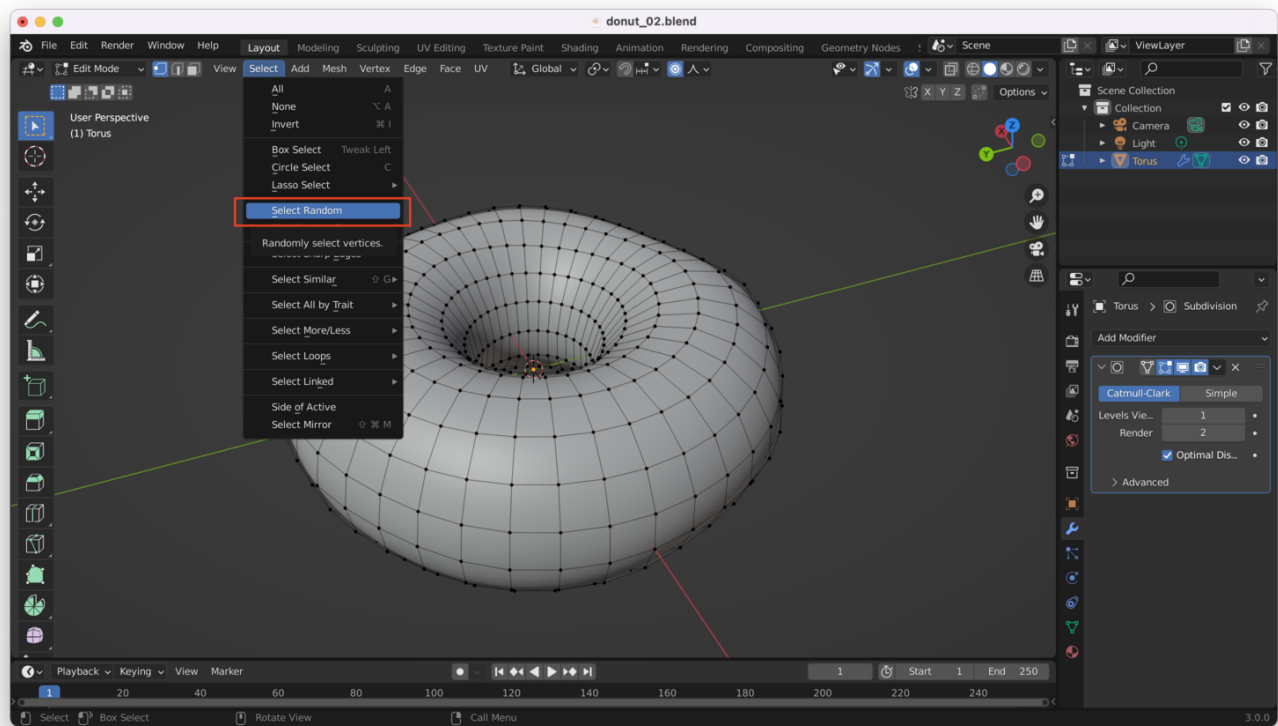 donut_02.blend
File Edit Render Window Help Layout Modeling Sculpting UV Editing Texture Paint Shading Animation Rendering Compositing Geometry Nodes Scene ViewLayer
Edit Mode View Select Add Mesh Vertex Edge Face UV Global
X Y Z Options
User Perspective
(1) Torus
All A
None ⌥ A
Invert ⌘ I
Box Select Tweak Left
Circle Select C
Lasso Select
Select Random
Randomly select vertices.
Select Sharp Edges
Select Similar ⇧ G
Select All by Trait
Select More/Less
Select Loops
Select Linked
Side of Active
Select Mirror ⇧ ⌘ M
Z
X
Y
Scene Collection
Collection
Camera
Light
Torus
Torus > Subdivision
Add Modifier
Catmull-Clark Simple
Levels Vie... 1
Render 2
Optimal Dis...
> Advanced
Playback Keying View Marker 1 Start 1 End 250
1 20 40 60 80 100 120 140 160 180 200 220 240
Select Box Select Rotate View Call Menu 3.0.0